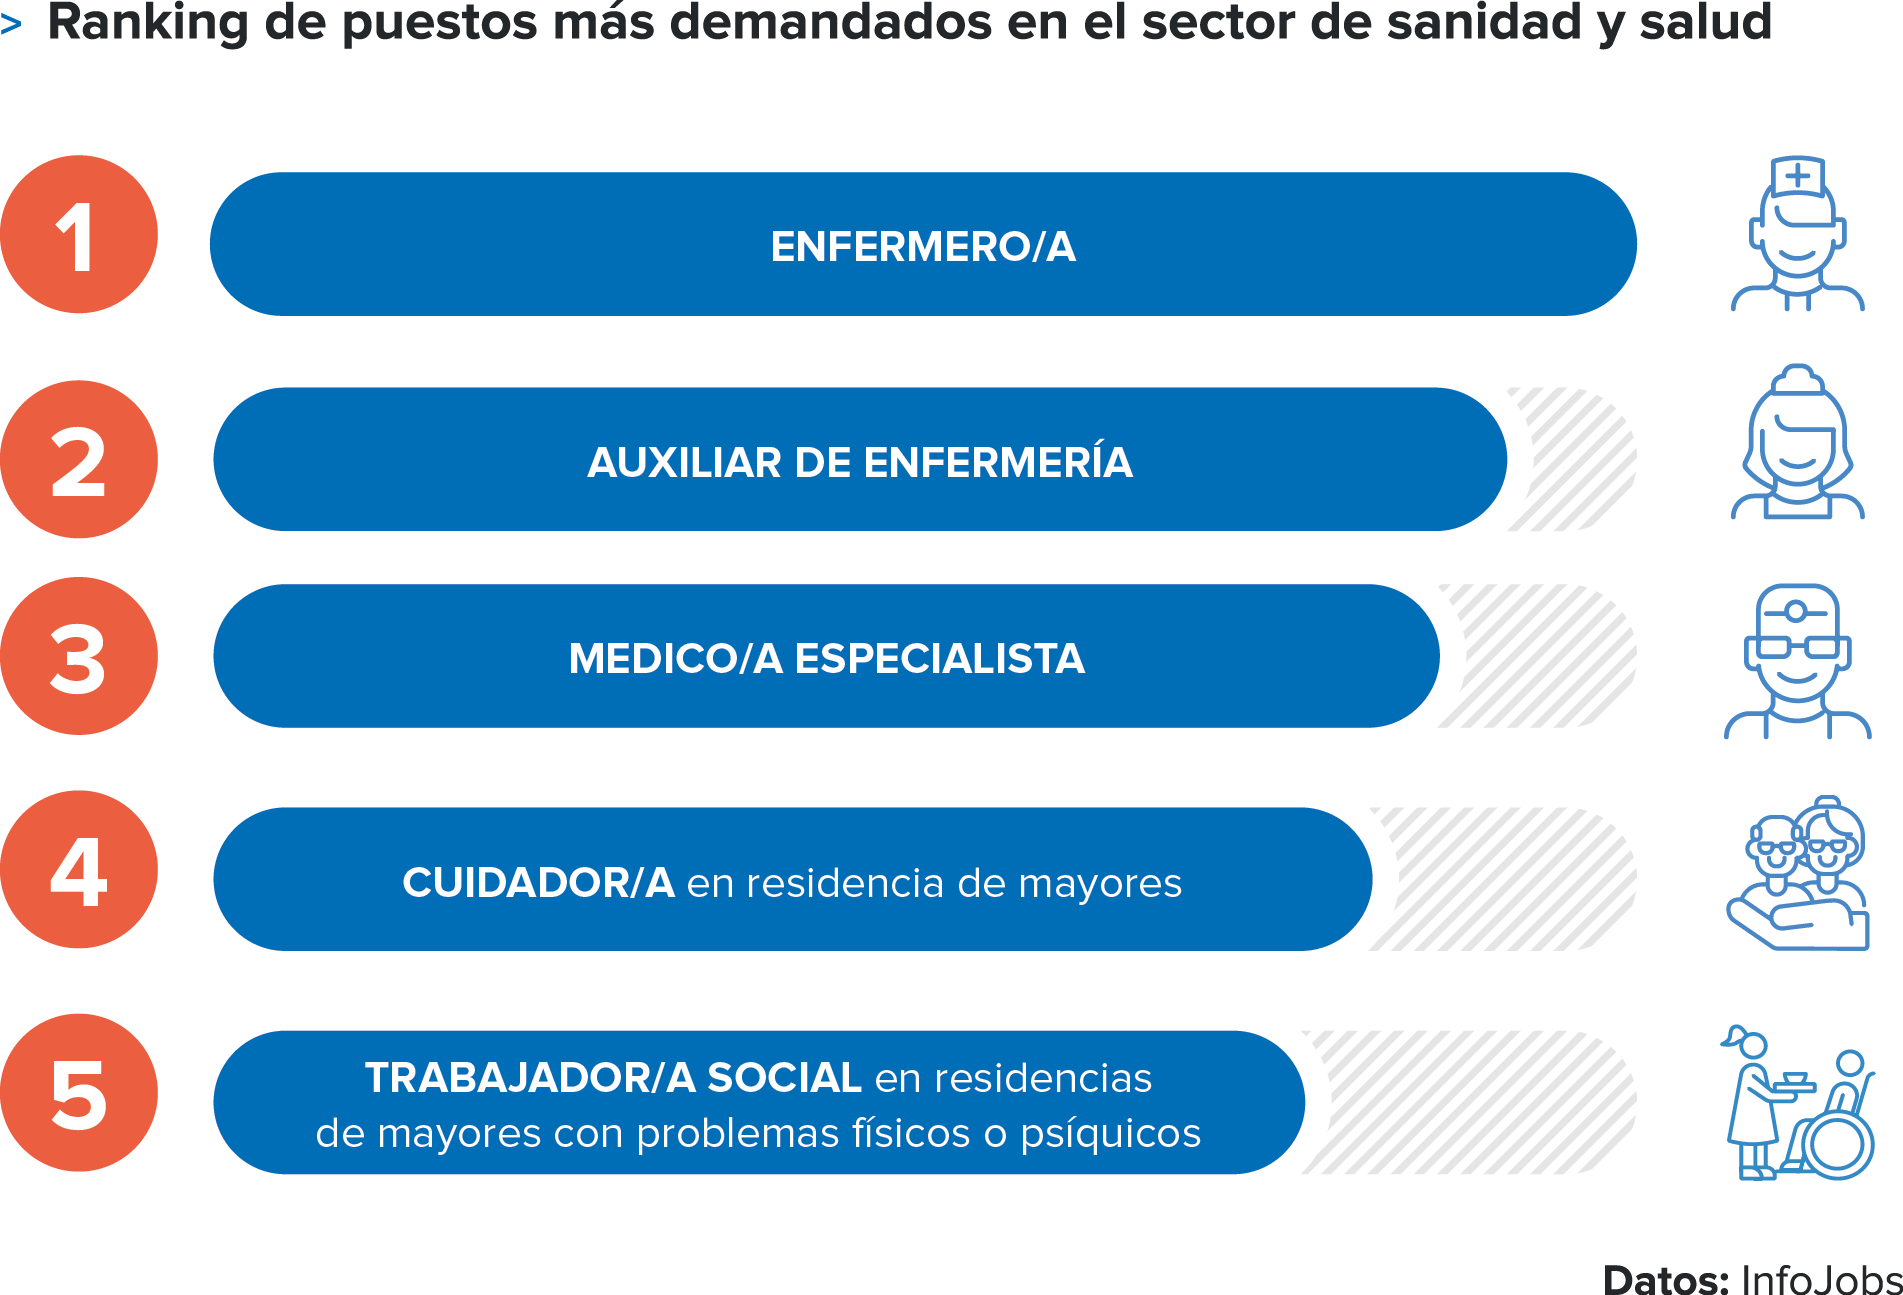 > Ranking de puestos más demandados en el sector de sanidad y salud
1
ENFERMERO/A
2
AUXILIAR DE ENFERMERÍA
3
MEDICO/A ESPECIALISTA
4
CUIDADOR/A en residencia de mayores
5
TRABAJADOR/A SOCIAL en residencias
de mayores con problemas físicos o psíquicos
Datos: InfoJobs